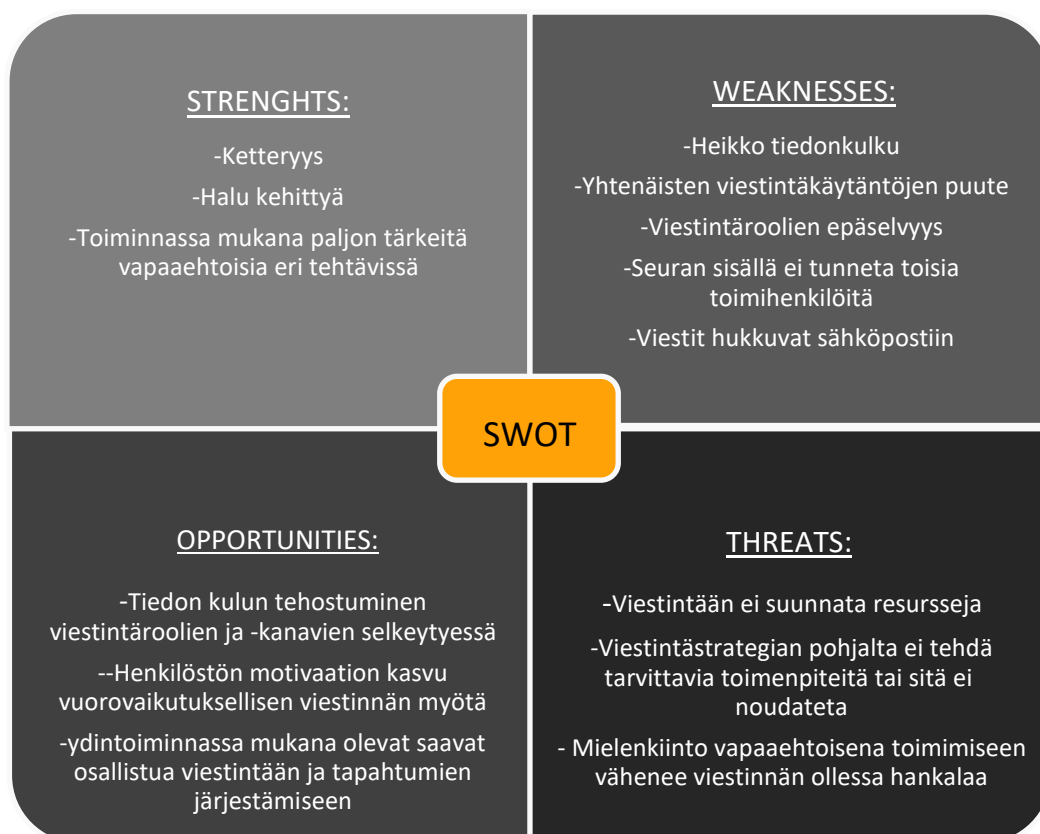 STRENGHTS:
-Ketteryys
-Halu kehittyä
-Toiminnassa mukana paljon tärkeitä
vapaaehtoisia eri tehtävissä
WEAKNESSES:
-Heikko tiedonkulku
-Yhtenäisten viestintäkäytäntöjen puute
-Viestintäroolien epäselvyys
-Seuran sisällä ei tunneta toisia
toimihenkilöitä
-Viestit hukkuvat sähköpostiin
SWOT
OPPORTUNITIES:
-Tiedon kulun tehostuminen
viestintäroolien ja -kanavien selkeytyessä
--Henkilöstön motivaation kasvu
vuorovaikutuksellisen viestinnän myötä
-ydintoiminnassa mukana olevat saavat
osallistua viestintään ja tapahtumien
järjestämiseen
THREATS:
-Viestintään ei suunnata resursseja
-Viestintästrategian pohjalta ei tehdä
tarvittavia toimenpiteitä tai sitä ei
noudateta
- Mielenkiinto vapaaehtoisena toimimiseen
vähenee viestinnän ollessa hankalaa